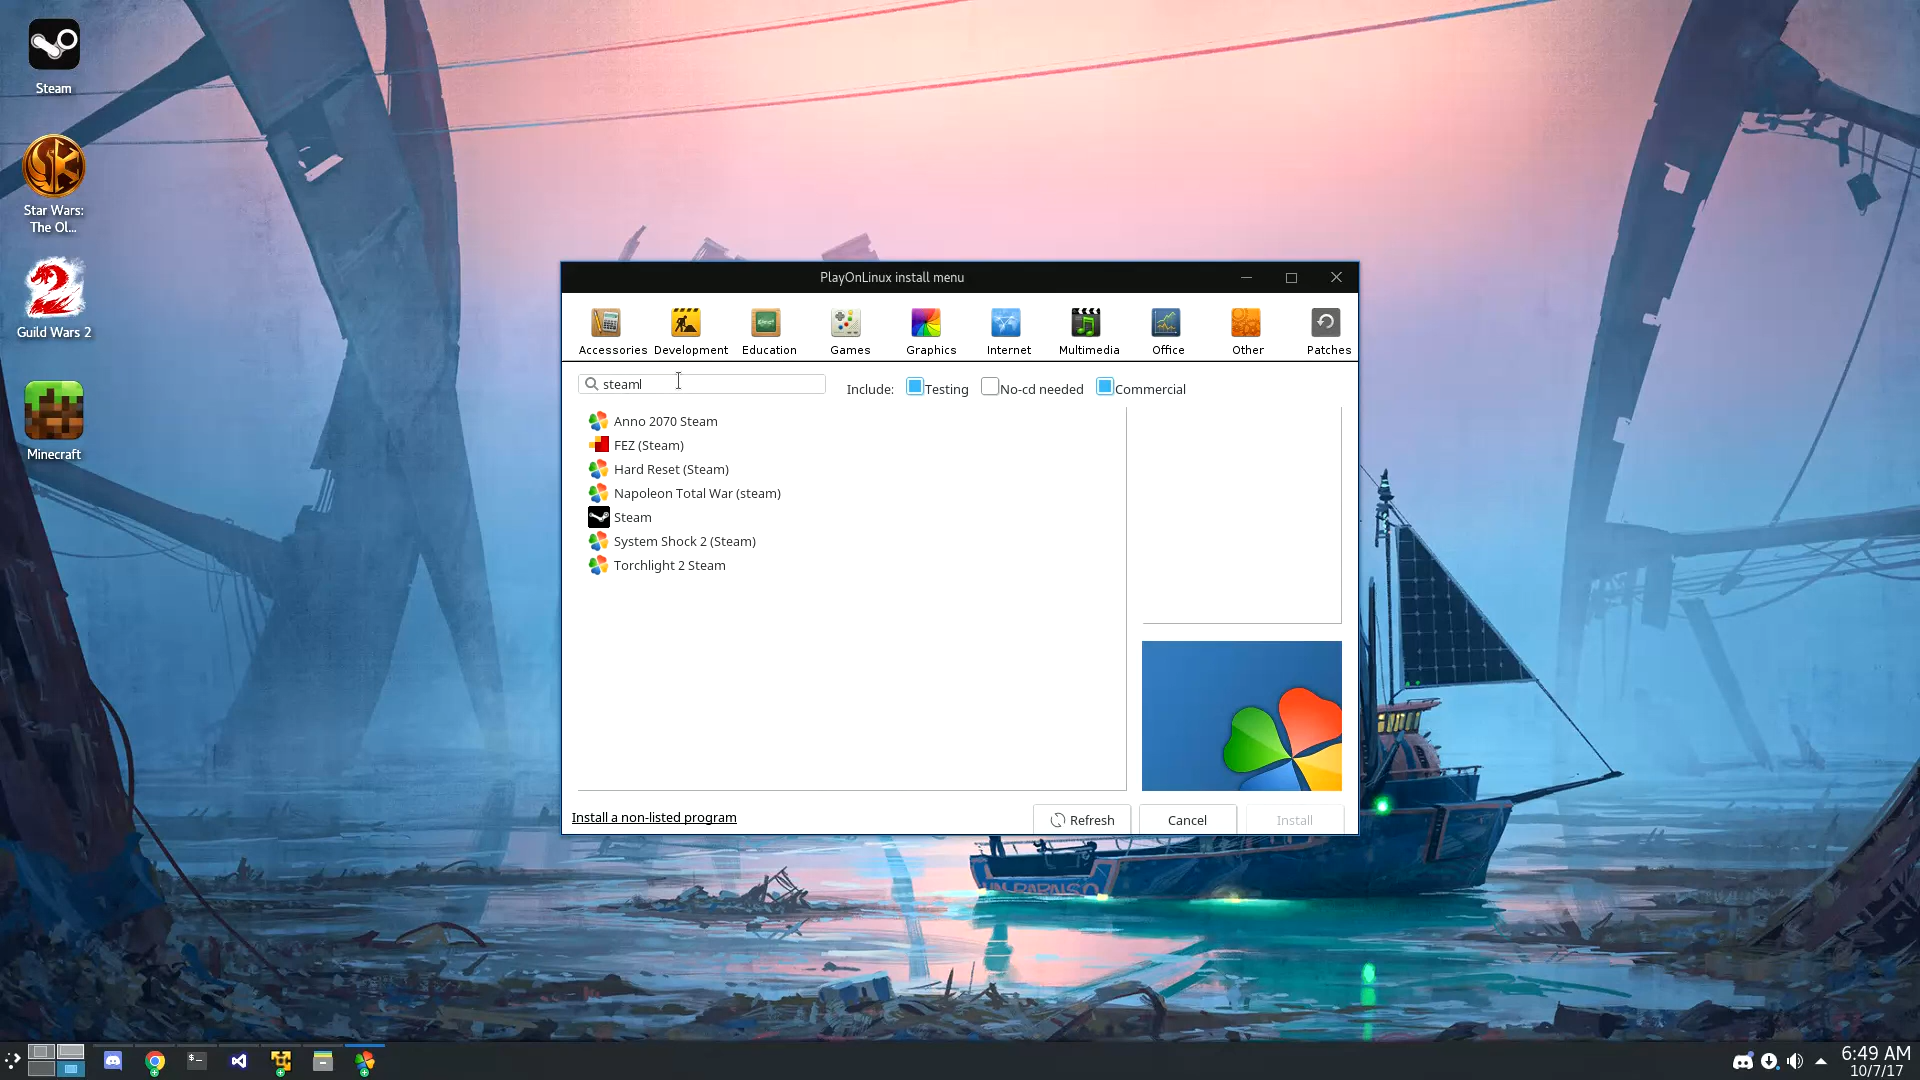 Steam
Star Wars:
The Ol...
Guild Wars 2
Minecraft
PlayOnLinux install menu
Accessories Development Education Games Graphics Internet Multimedia Office Other Patches
steam
Include: Testing No-cd needed Commercial
Anno 2070 Steam
FEZ (Steam)
Hard Reset (Steam)
Napoleon Total War (steam)
Steam
System Shock 2 (Steam)
Torchlight 2 Steam
Install a non-listed program
Refresh Cancel Install
UN PARAISO
6:49 AM
10/7/17